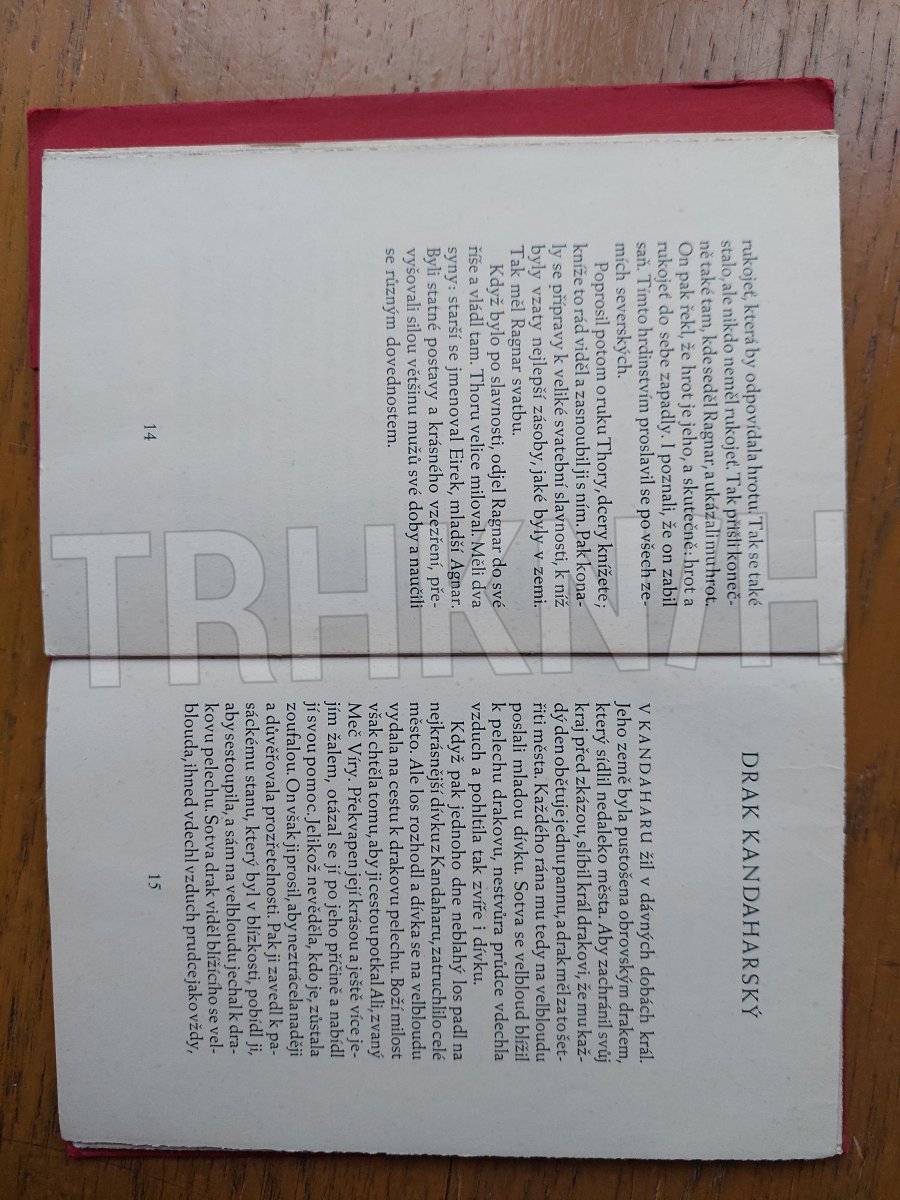 rukojeť, která by odpovídala hrotu. Tak se také
stalo, ale nikdo neměl rukojeť. Tak přišli koneč-
ně také tam, kde seděl Ragnar, a ukázali mu hrot.
On pak řekl, že hrot je jeho, a skutečně: hrot a
rukojeť do sebe zapadly. I poznali, že on zabil
saň. Tímto hrdinstvím proslavil se po všech ze-
mích severských.
Poprosil potom o ruku Thory, dcery knížete;
kníže to rád viděl a zasnoubil ji s ním. Pak kona-
ly se přípravy k veliké svatební slavnosti, k níž
byly vzaty nejlepší zásoby, jaké byly v zemi.
Tak měl Ragnar svatbu.
Když bylo po slavnosti, odjel Ragnar do své
říše a vládl tam. Thoru velice miloval. Měli dva
syny: starší se jmenoval Eirek, mladší Agnar.
Byli statné postavy a krásného vzezření, pře-
vyšovali silou většinu mužů své doby a naučili
se různým dovednostem.
14
DRAK KANDAHARSKÝ
V KANDAHARU žil v dávných dobách král.
Jeho země byla pustošena obrovským drakem,
který sídlil nedaleko města. Aby zachránil svůj
kraj před zkázou, slíbil král drakovi, že mu kaž-
dý den obětuje jednu pannu, a drak měl za to šet-
řiti města. Každého rána mu tedy na velbloudu
poslali mladou dívku. Sotva se velbloud blížil
k pelechu drakovu, nestvůra prudce vdechla
vzduch a pohltila tak zvíře i dívku.
Když pak jednoho dne neblahý los padl na
nejkrásnější dívku z Kandaharu, zatruchlilo celé
město. Ale los rozhodl a dívka se na velbloudu
vydala na cestu k drakovu pelechu. Boží milost
však chtěla tomu, aby ji cestou potkal Ali, zvaný
Meč Víry. Překvapen její krásou a ještě více je-
jím žalem, otázal se jí po jeho příčině a nabídl
jí svou pomoc. Jelikož nevěděla, kdo je, zůstala
zoufalou. On však ji prosil, aby neztrácela naději
a důvěřovala prozřetelnosti. Pak ji zavedl k pa-
sáckému stanu, který byl v blízkosti, pobídl ji,
aby sestoupila, a sám na velbloudu jechal k dra-
kovu pelechu. Sotva drak viděl blížícího se vel-
blouda, ihned vdechl vzduch prudce jako vždy,
15
TRHKNIH